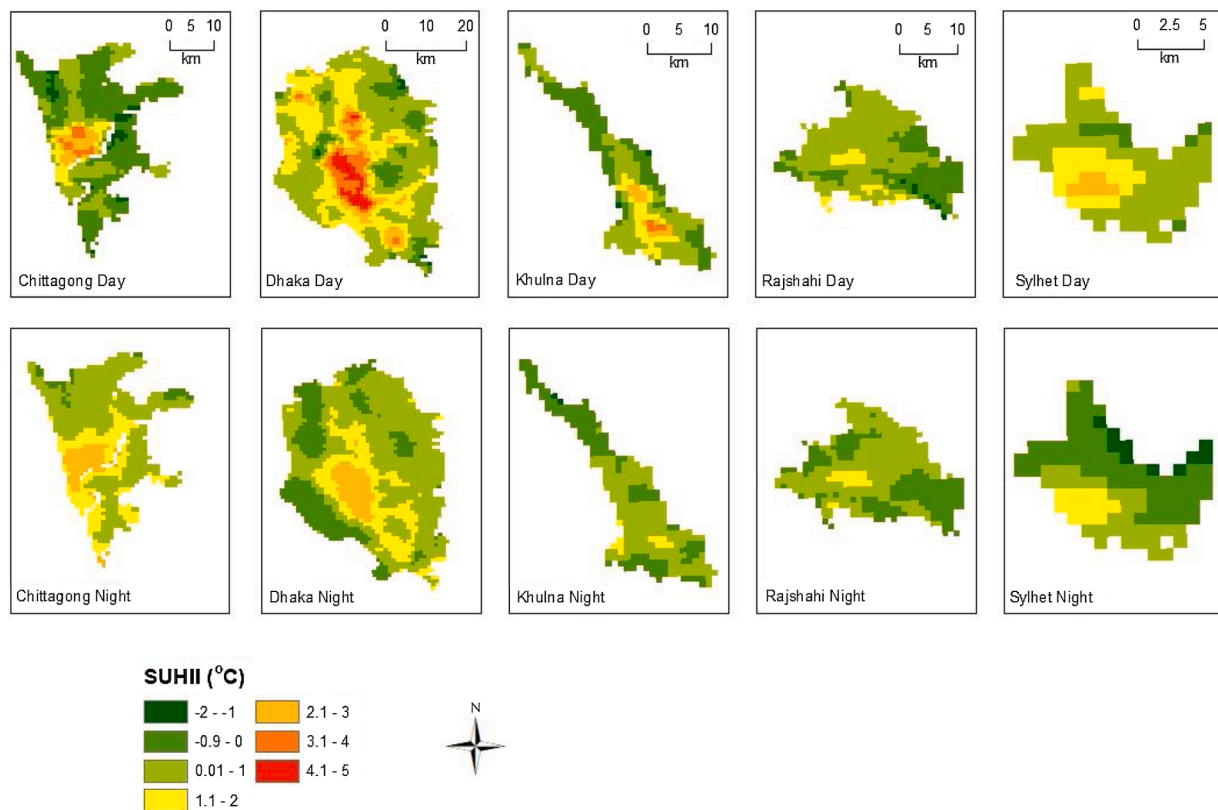 0 5 10
km
Chittagong Day
0 10 20
km
Dhaka Day
0 5 10
km
Khulna Day
0 5 10
km
Rajshahi Day
0 2.5 5
km
Sylhet Day
Chittagong Night
Dhaka Night
Khulna Night
Rajshahi Night
Sylhet Night
SUHII (°C)
-2 - -1
-0.9 - 0
0.01 - 1
1.1 - 2
2.1 - 3
3.1 - 4
4.1 - 5
N